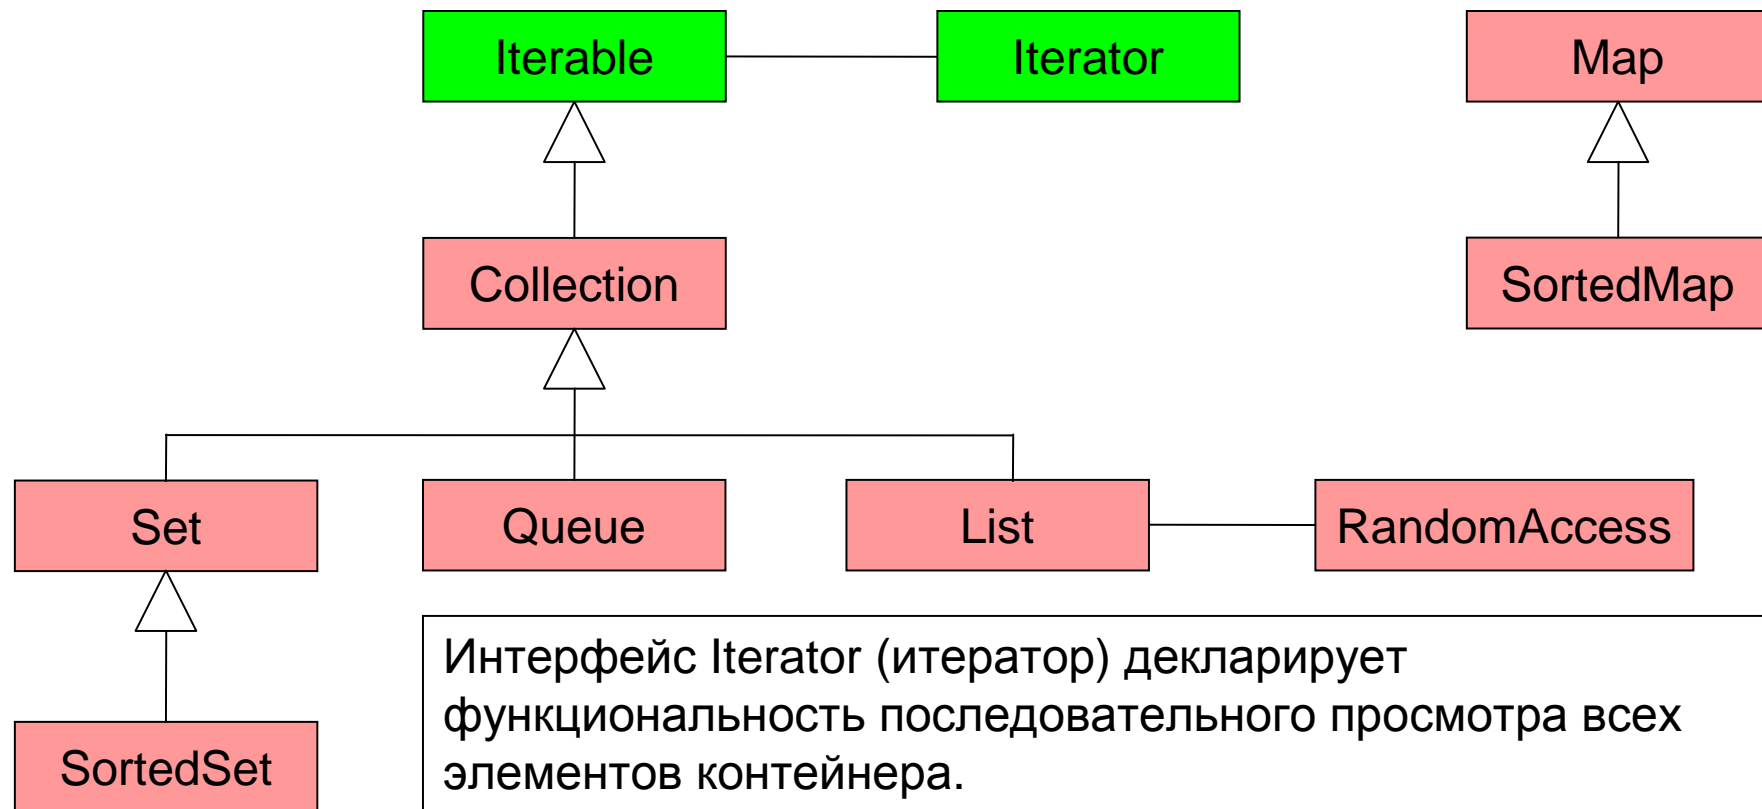 Iterable
Iterator
Map
Collection
SortedMap
Set
Queue
List
RandomAccess
SortedSet
Интерфейс Iterator (итератор) декларирует
функциональность последовательного просмотра всех
элементов контейнера.